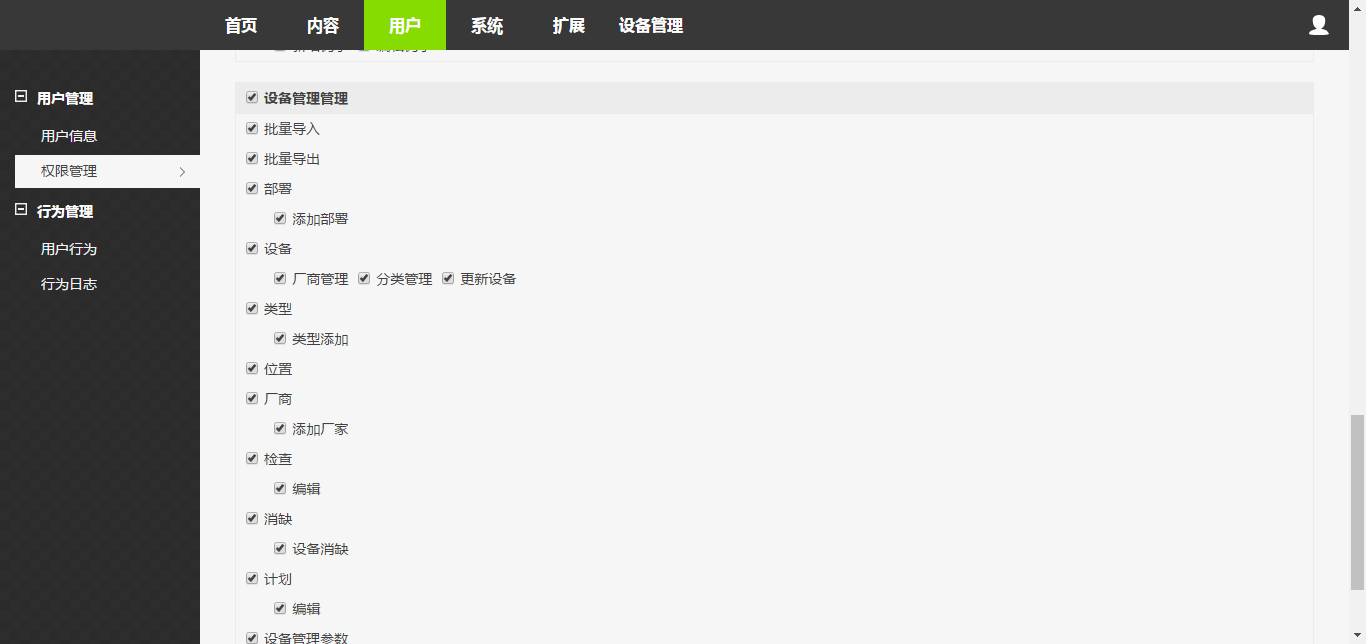 首页 内容 用户 系统 扩展 设备管理
用户管理
用户信息
权限管理
行为管理
用户行为
行为日志
设备管理管理
批量导入
批量导出
部署
添加部署
设备
厂商管理 分类管理 更新设备
类型
类型添加
位置
厂商
添加厂家
检查
编辑
消缺
设备消缺
计划
编辑
设备管理参数